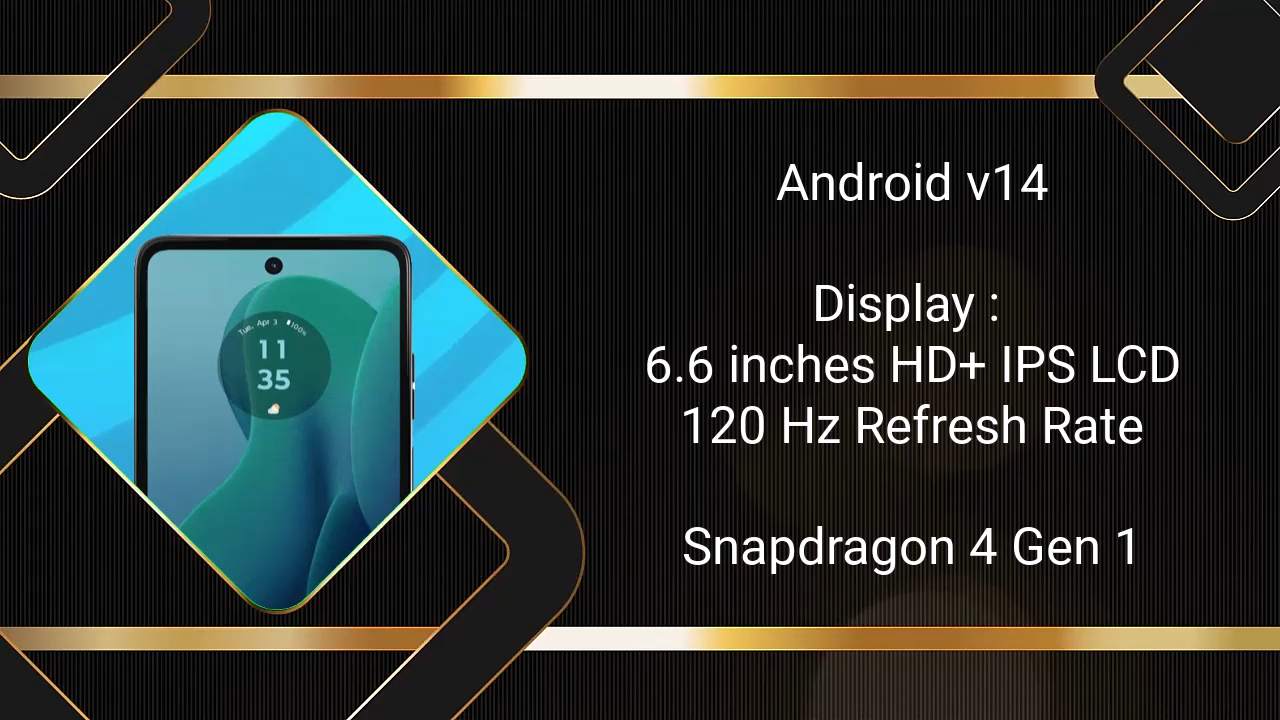 Android v14
Display :
6.6 inches HD+ IPS LCD
120 Hz Refresh Rate
Snapdragon 4 Gen 1
Tue, Apr 3 100%
11
35